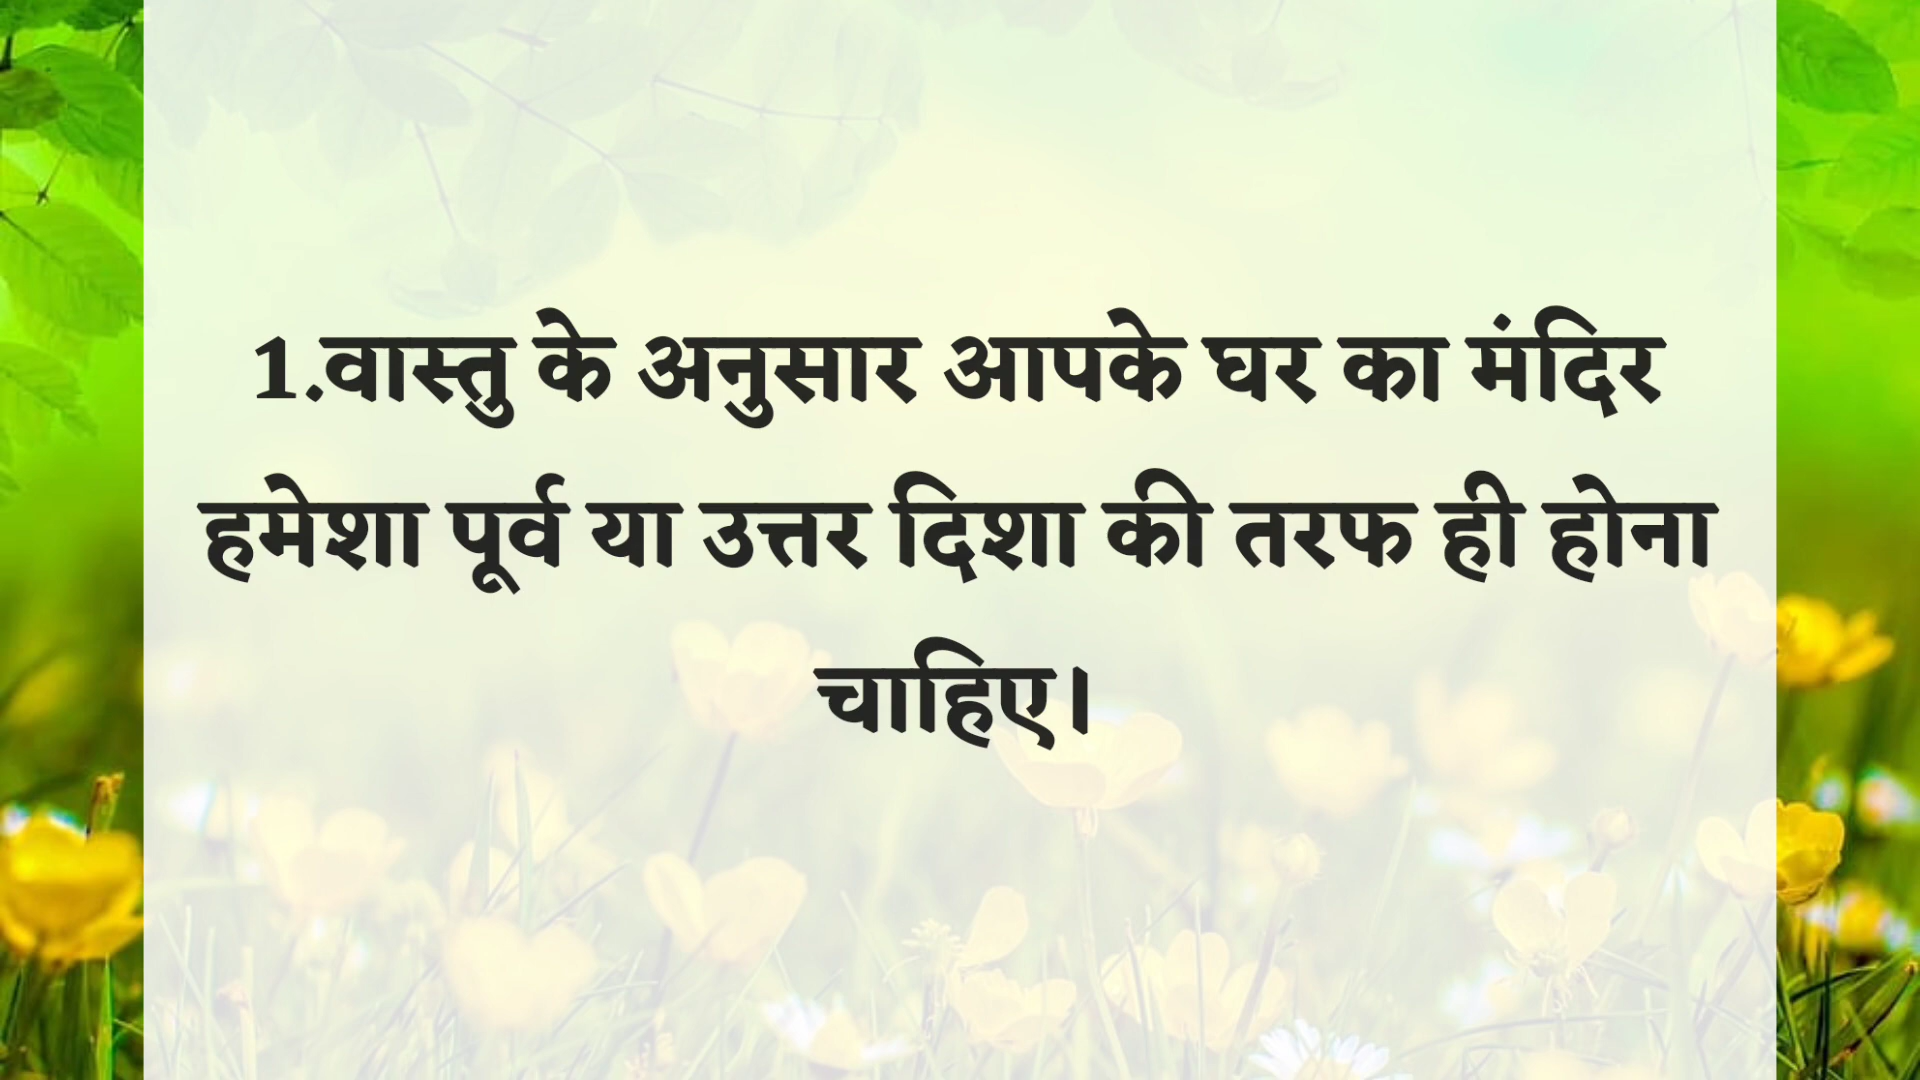 1.वास्तु के अनुसार आपके घर का मंदिर
हमेशा पूर्व या उत्तर दिशा की तरफ ही होना
चाहिए।